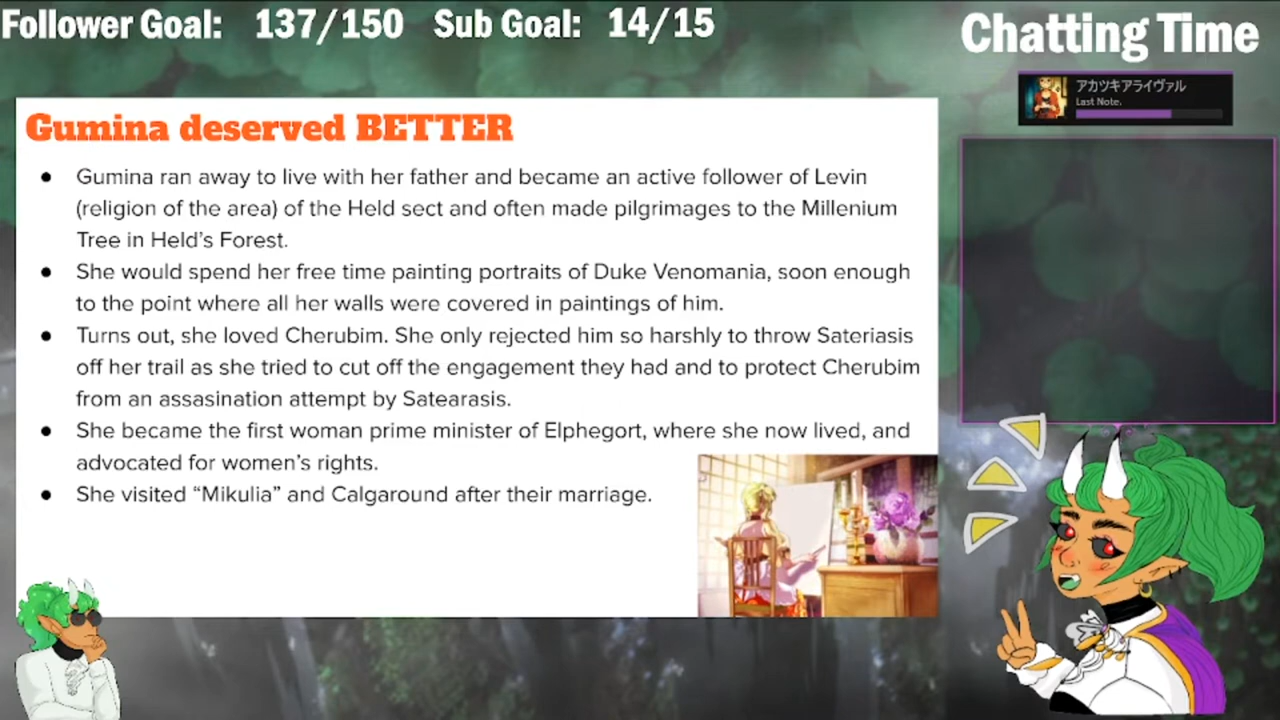 Follower Goal: 137/150 Sub Goal: 14/15
Chatting Time
アカツキアライヴァル
Last Note.
Gumina deserved BETTER
● Gumina ran away to live with her father and became an active follower of Levin
(religion of the area) of the Held sect and often made pilgrimages to the Millenium
Tree in Held's Forest.
● She would spend her free time painting portraits of Duke Venomania, soon enough
to the point where all her walls were covered in paintings of him.
● Turns out, she loved Cherubim. She only rejected him so harshly to throw Sateriasis
off her trail as she tried to cut off the engagement they had and to protect Cherubim
from an assasination attempt by Satearasis.
● She became the first woman prime minister of Elphegort, where she now lived, and
advocated for women's rights.
● She visited “Mikulia” and Calgaround after their marriage.